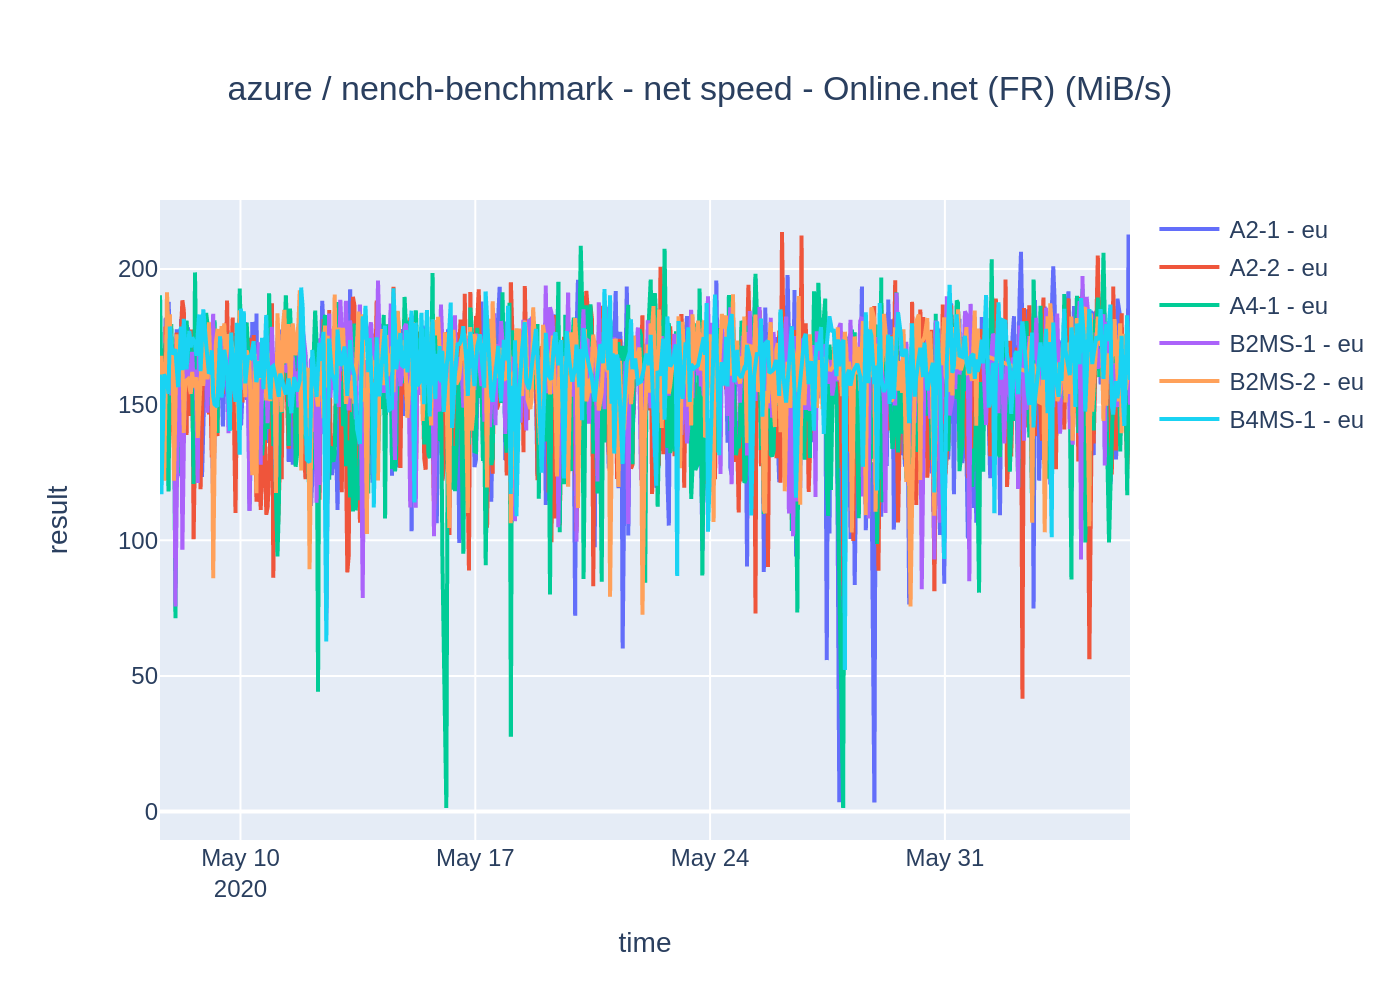 azure / nench-benchmark - net speed - Online.net (FR) (MiB/s)
200
150
100
50
0
result
May 10
2020
May 17
May 24
May 31
time
A2-1 - eu
A2-2 - eu
A4-1 - eu
B2MS-1 - eu
B2MS-2 - eu
B4MS-1 - eu